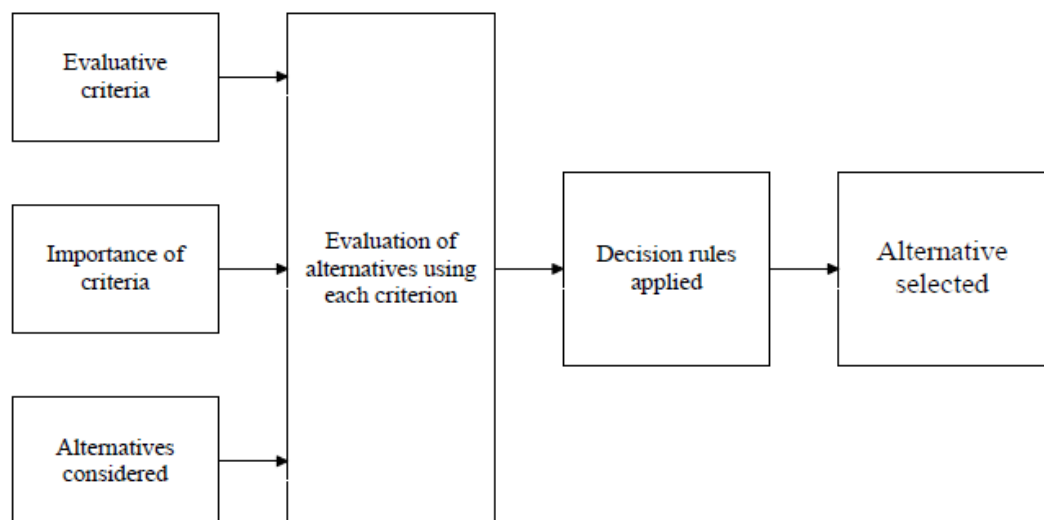 Evaluative
criteria
Importance of
criteria
Alternatives
considered
Evaluation of
alternatives using
each criterion
Decision rules
applied
Alternative
selected